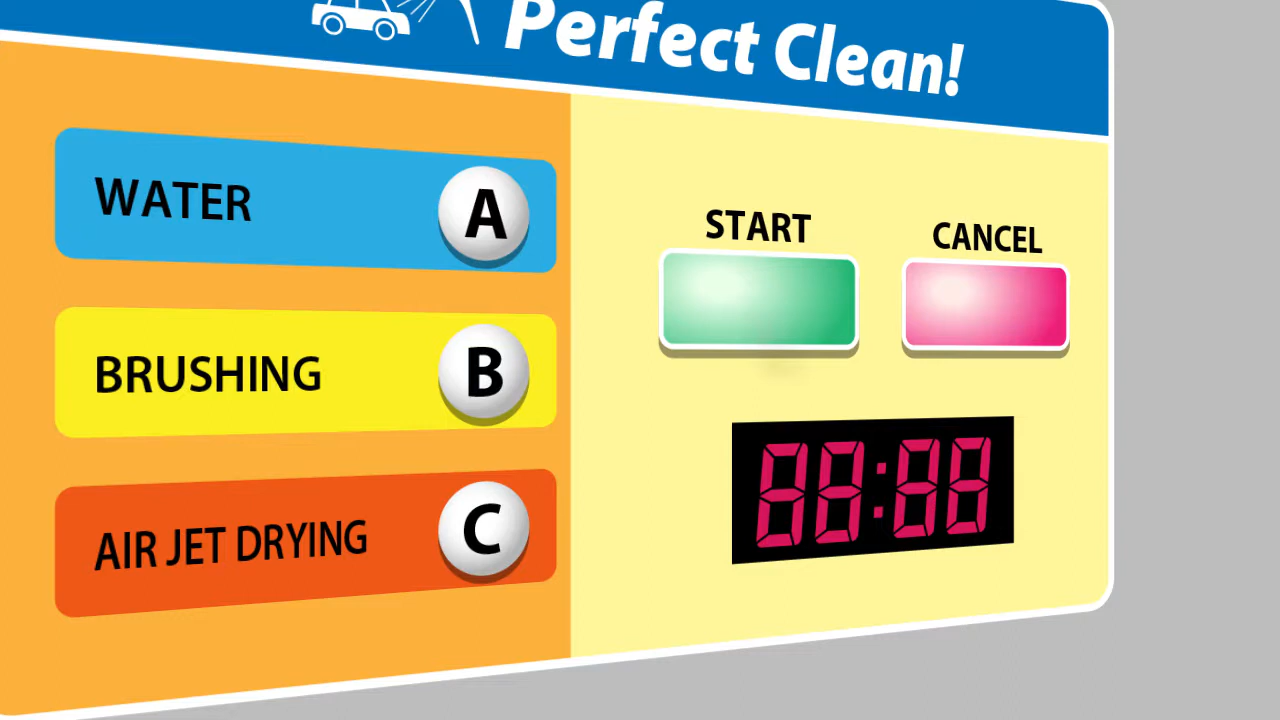 Perfect Clean!
WATER A
BRUSHING B
AIR JET DRYING C
START
CANCEL
88:88